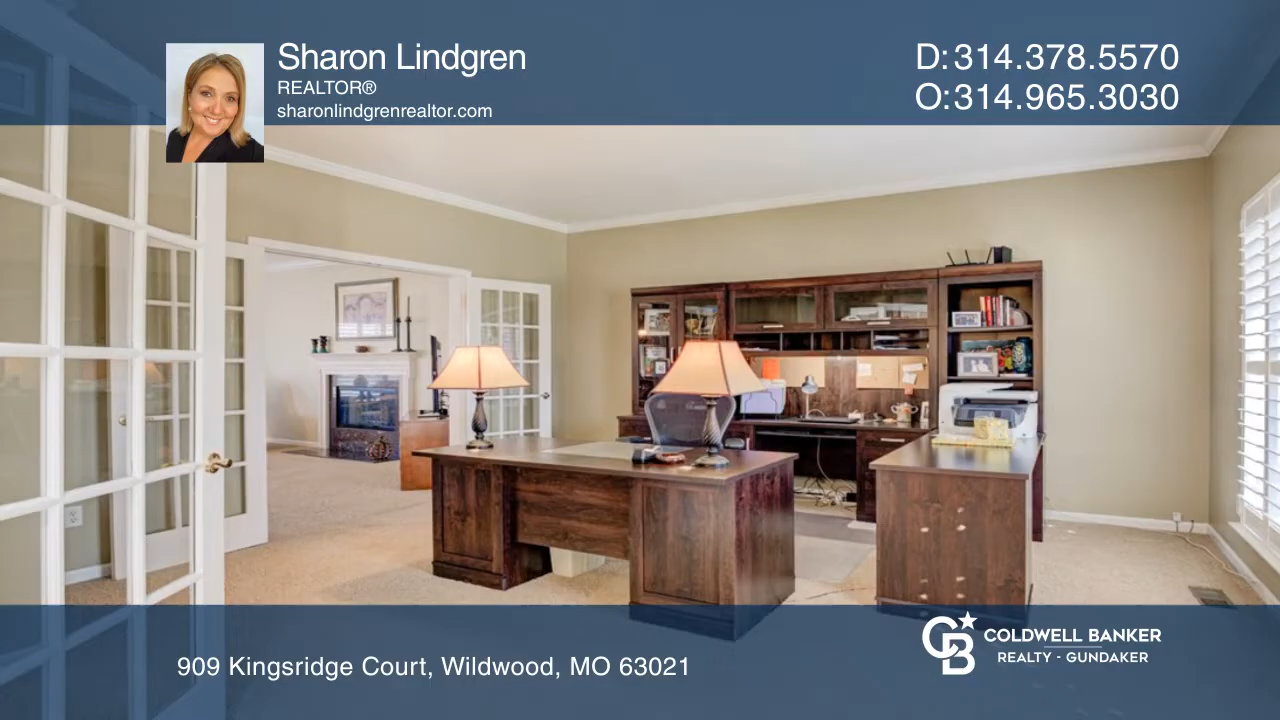 Sharon Lindgren
REALTOR®
sharonlindgrenrealtor.com
D:314.378.5570
O:314.965.3030
909 Kingsridge Court, Wildwood, MO 63021
CB
COLDWELL BANKER
REALTY - GUNDAKER